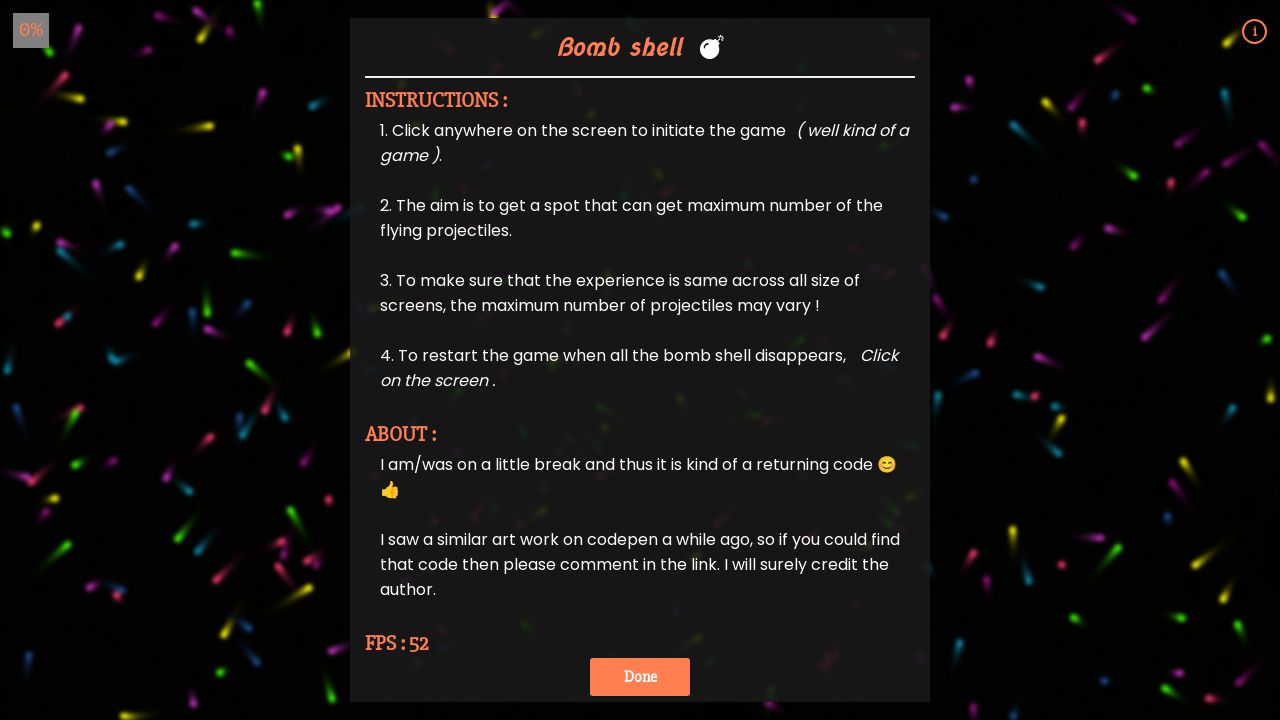 0%
Bomb shell 💣
i
INSTRUCTIONS :
1. Click anywhere on the screen to initiate the game ( well kind of a
game ).
2. The aim is to get a spot that can get maximum number of the
flying projectiles.
3. To make sure that the experience is same across all size of
screens, the maximum number of projectiles may vary !
4. To restart the game when all the bomb shell disappears, Click
on the screen .
ABOUT :
I am/was on a little break and thus it is kind of a returning code 😊
👍
I saw a similar art work on codepen a while ago, so if you could find
that code then please comment in the link. I will surely credit the
author.
FPS : 52
Done